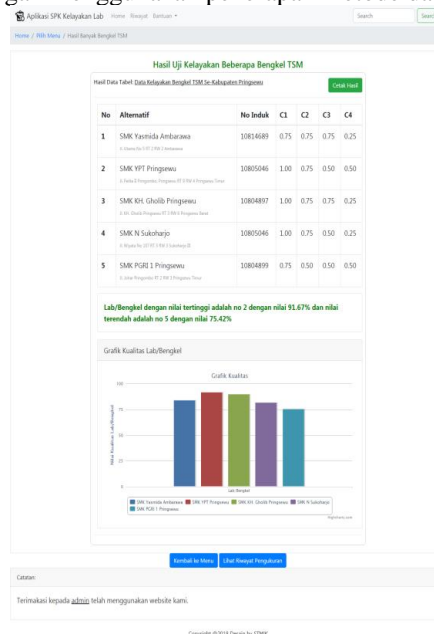 Aplikasi SPK Kelayakan Lab Home Riwayat Bantuan Search Search
Home / Pilih Menu / Hasil Banyak Bengkel TSM
Hasil Uji Kelayakan Beberapa Bengkel TSM
Hasil Data Tabel: Data Kelayakan Bengkel TSM Se-Kabupaten Pringsewu
Cetak Hasil
No Alternatif No Induk C1 C2 C3 C4
1 SMK Yasmida Ambarawa 10814689 0.75 0.75 0.75 0.25
2 SMK YPT Pringsewu 10805046 1.00 0.75 0.50 0.50
3 SMK KH. Gholib Pringsewu 10804897 1.00 0.75 0.75 0.25
4 SMK N Sukoharjo 10805046 1.00 0.75 0.50 0.25
5 SMK PGRI 1 Pringsewu 10804899 0.75 0.50 0.50 0.50
Lab/Bengkel dengan nilai tertinggi adalah no 2 dengan nilai 91.67% dan nilai
terendah adalah no 5 dengan nilai 75.42%
Grafik Kualitas Lab/Bengkel
Grafik Kualitas
100
75
50
25
0
Nilai Kualitas Lab/Bengkel
Lab Bengkel
SMK Yasmida Ambarawa SMK YPT Pringsewu SMK KH. Gholib Pringsewu SMK N Sukoharjo
SMK PGRI 1 Pringsewu
Kembali ke Menu Lihat Riwayat Pengukuran
Catatan:
Terimakasi kepada admin telah menggunakan website kami.